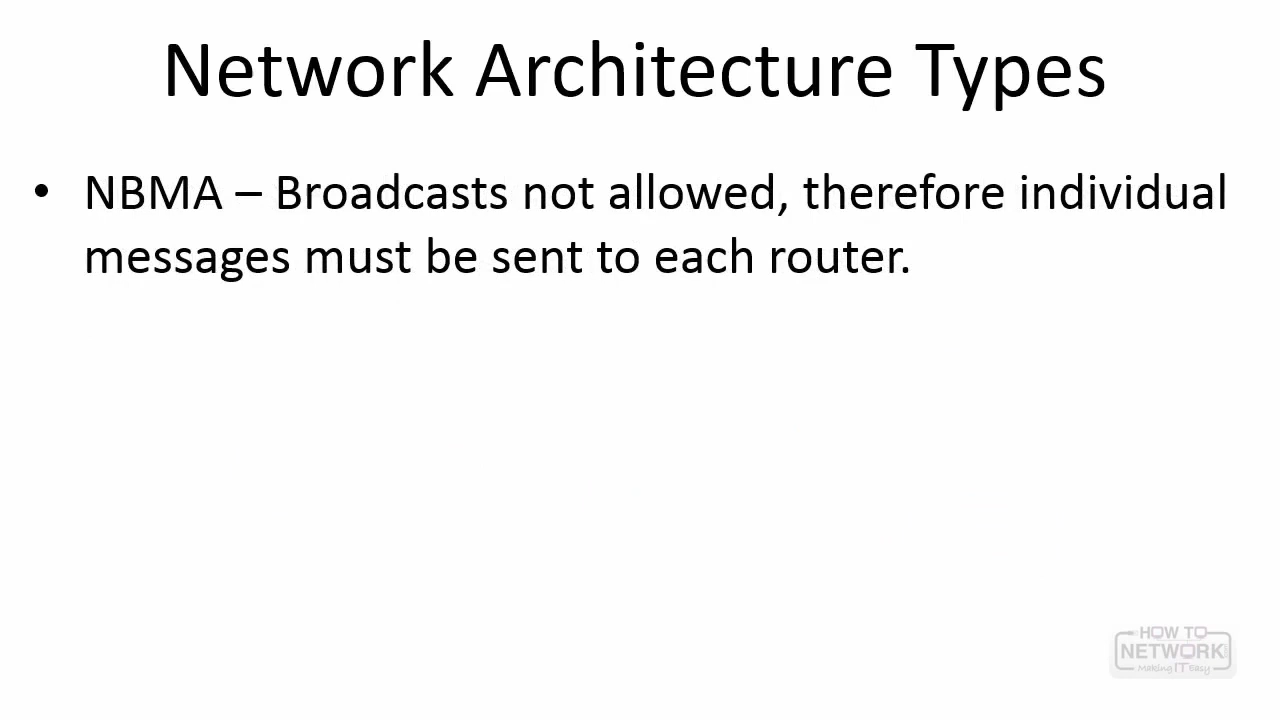 Network Architecture Types
• NBMA – Broadcasts not allowed, therefore individual
messages must be sent to each router.
HOW TO
NETWORK
Making IT Easy